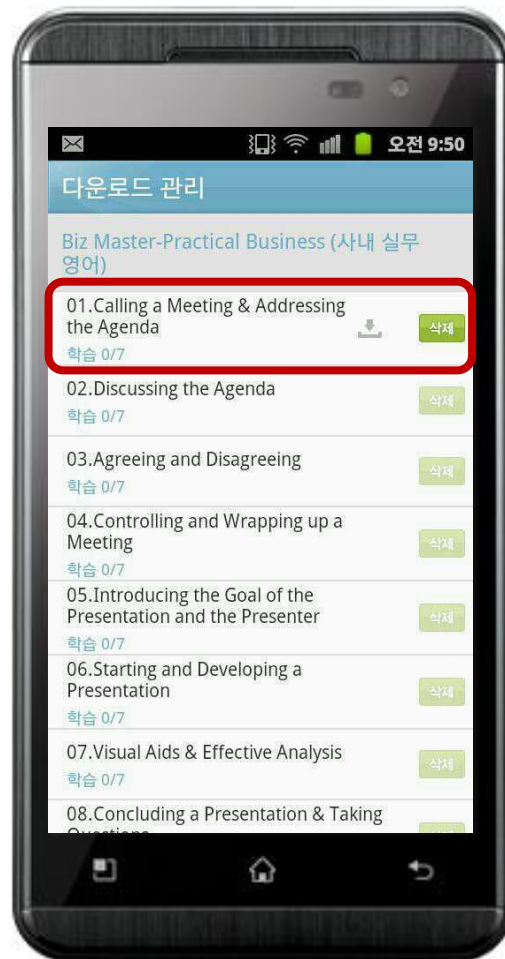 오전 9:50
다운로드 관리
Biz Master-Practical Business (사내 실무
영어)
01.Calling a Meeting & Addressing
the Agenda
삭제
학습 0/7
02.Discussing the Agenda
삭제
학습 0/7
03.Agreeing and Disagreeing
삭제
학습 0/7
04.Controlling and Wrapping up a
Meeting
삭제
학습 0/7
05.Introducing the Goal of the
Presentation and the Presenter
삭제
학습 0/7
06.Starting and Developing a
Presentation
삭제
학습 0/7
07.Visual Aids & Effective Analysis
삭제
학습 0/7
08.Concluding a Presentation & Taking